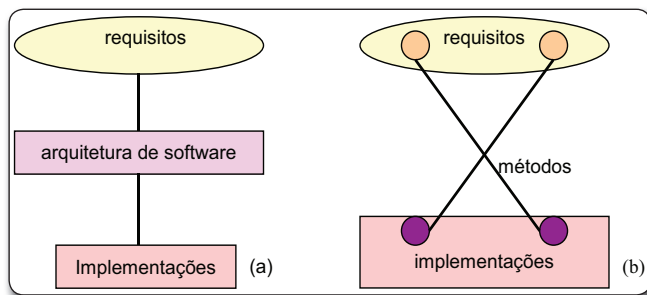 requisitos
arquitetura de software
Implementações
(a)
requisitos
métodos
implementações
(b)